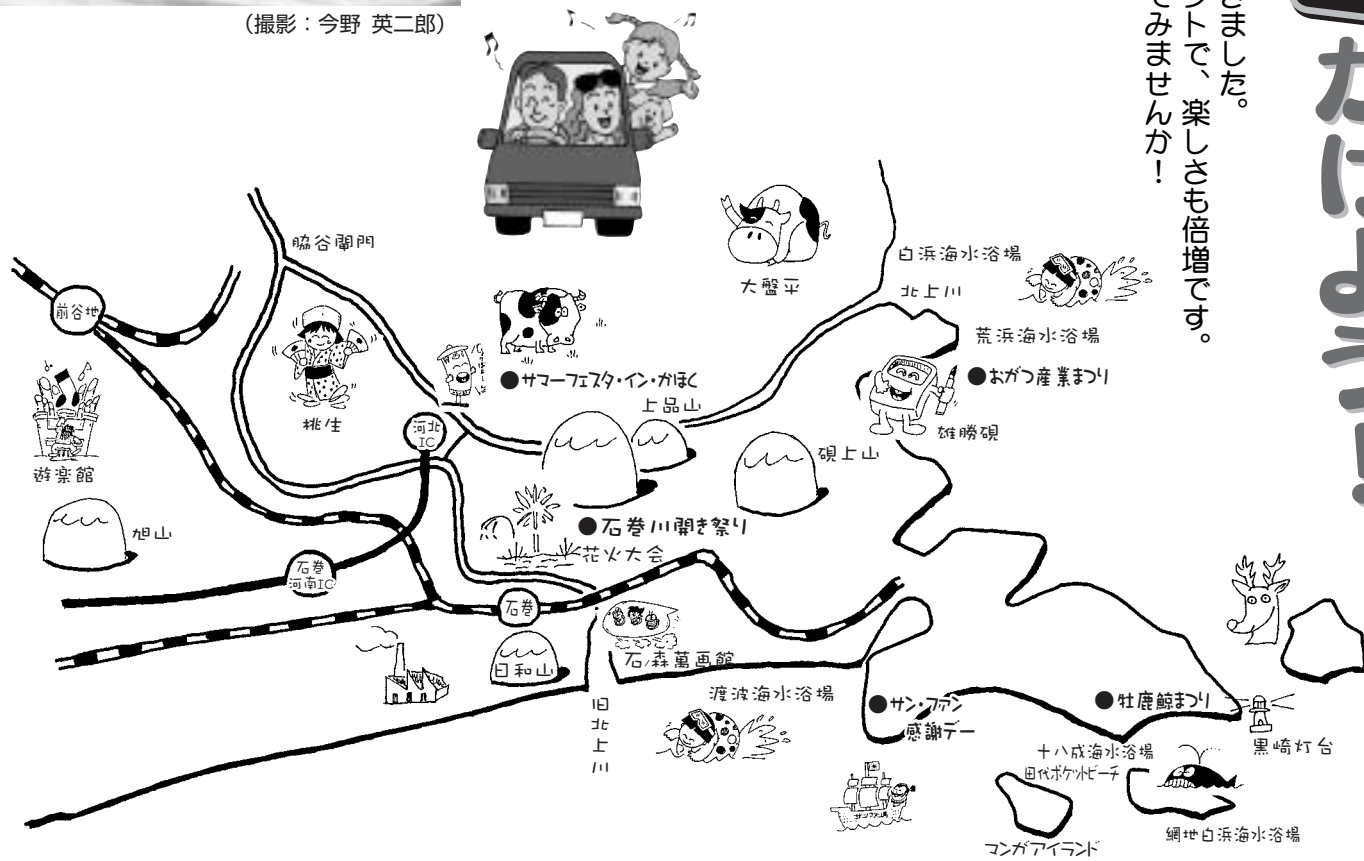 (撮影：今野 英二郎)
きました。
トで、楽しさも倍増です。
てみませんか！
たはよう!
脇谷閘門
前谷地
桃生
遊楽館
旭山
河北
IC
石巻
河南IC
石巻
日和山
●サマーフェスタ・イン・かほく
上品山
大盤平
白浜海水浴場
北上川
荒浜海水浴場
●おがつ産業まつり
雄勝硯
硯上山
●石巻川開き祭り
花火大会
石ノ森萬画館
旧北上川
渡波海水浴場
●サン・ファン
感謝デー
●牡鹿鯨まつり
黒崎灯台
十八成海水浴場
田代ポケットビーチ
網地白浜海水浴場
マンガアイランド